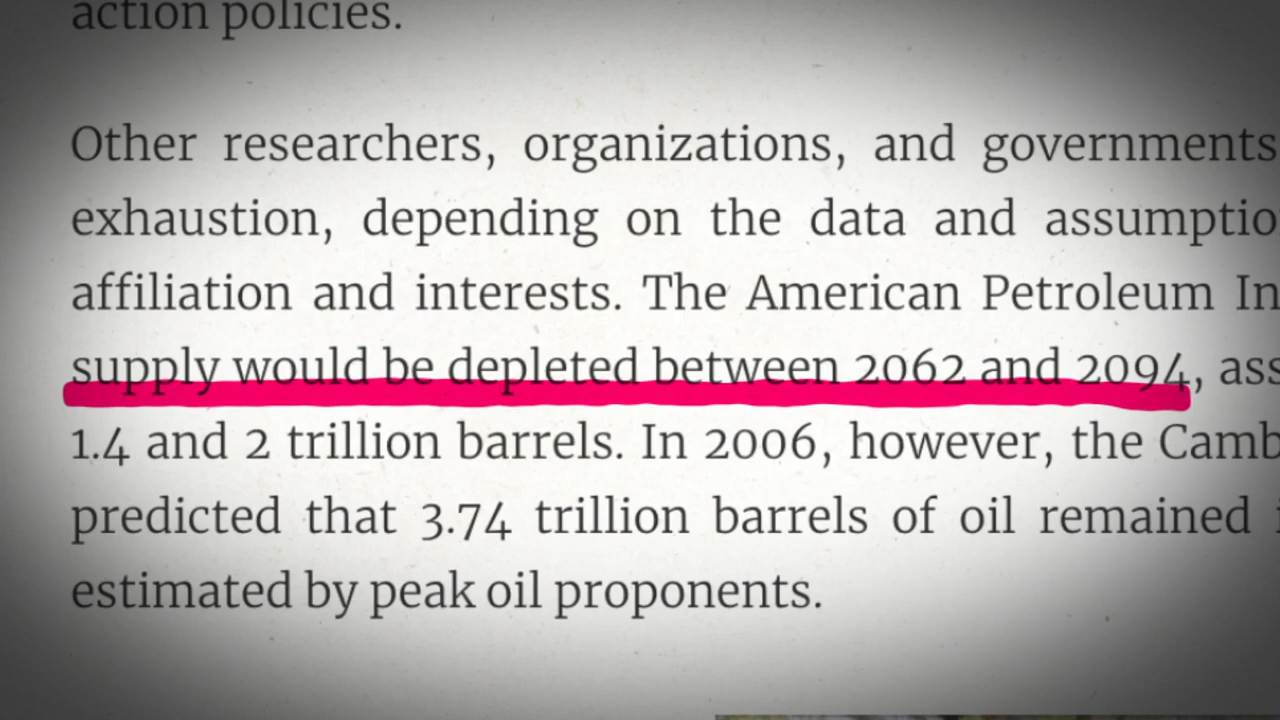 action policies.
Other researchers, organizations, and governments
exhaustion, depending on the data and assumptio
affiliation and interests. The American Petroleum In
supply would be depleted between 2062 and 2094, ass
1.4 and 2 trillion barrels. In 2006, however, the Camb
predicted that 3.74 trillion barrels of oil remained i
estimated by peak oil proponents.